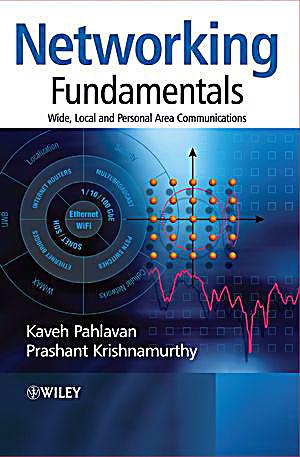 Networking
Fundamentals
Wide, Local and Personal Area Communications
Localization
Security
INTERNET ROUTERS
MULTI/BROADCAST
1 / 10 / 100 GbE
UWB
Ethernet
WiFi
ETHERNET BRIDGES
SONET / SDH
PSTN SWITCHES
WiMAX
Cellular Networks
Kaveh Pahlavan
Prashant Krishnamurthy
WILEY